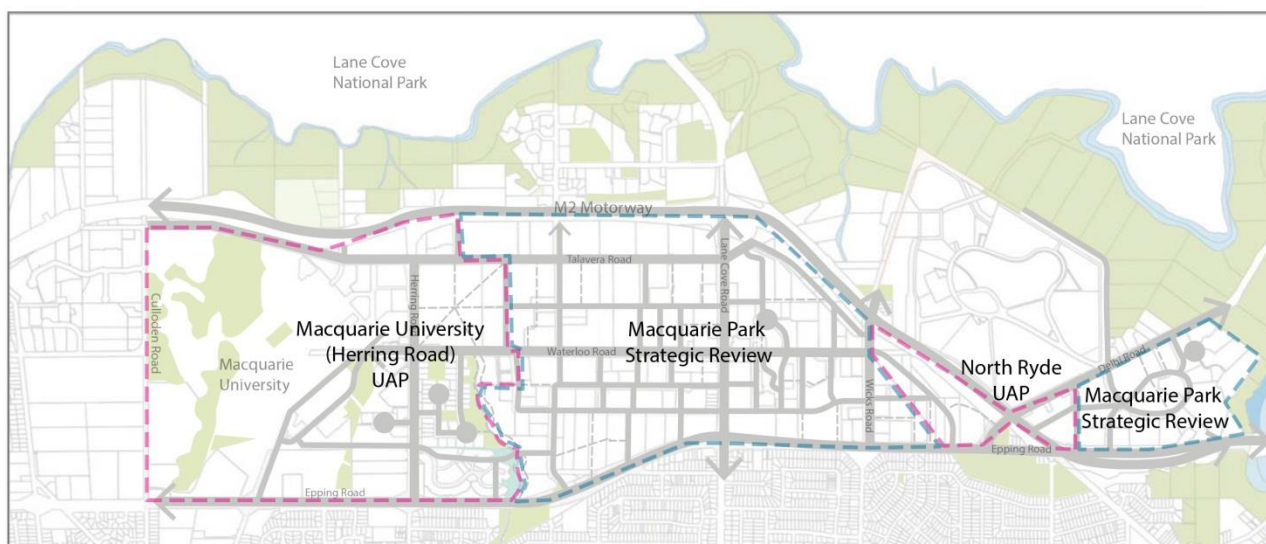 Lane Cove
National Park
Lane Cove
National Park
M2 Motorway
Talavera Road
Lane Cove Road
Culloden Road
Herring Road
Macquarie University
(Herring Road)
UAP
Macquarie
University
Waterloo Road
Macquarie Park
Strategic Review
Wicks Road
North Ryde
UAP
Delhi Road
Macquarie Park
Strategic Review
Epping Road
Epping Road